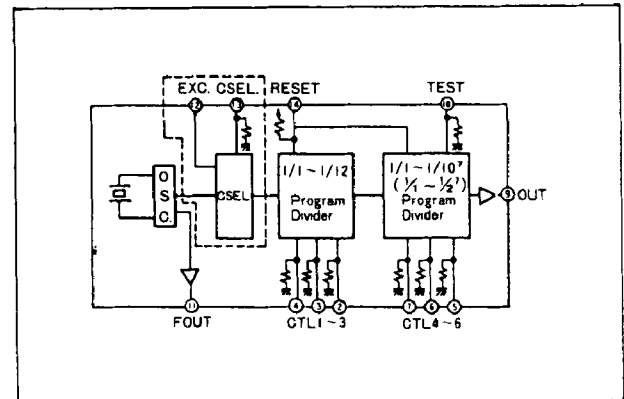 EXC. CSEL. RESET TEST
12 13 14 10
O
S
C.
CSEL
1/1 ~ 1/12
Program
Divider
1/1 ~ 1/10⁷
(1/1 ~ 1/2⁷)
Program
Divider
9 OUT
11 4 3 2 7 6 5
FOUT CTL1~3 CTL4~6